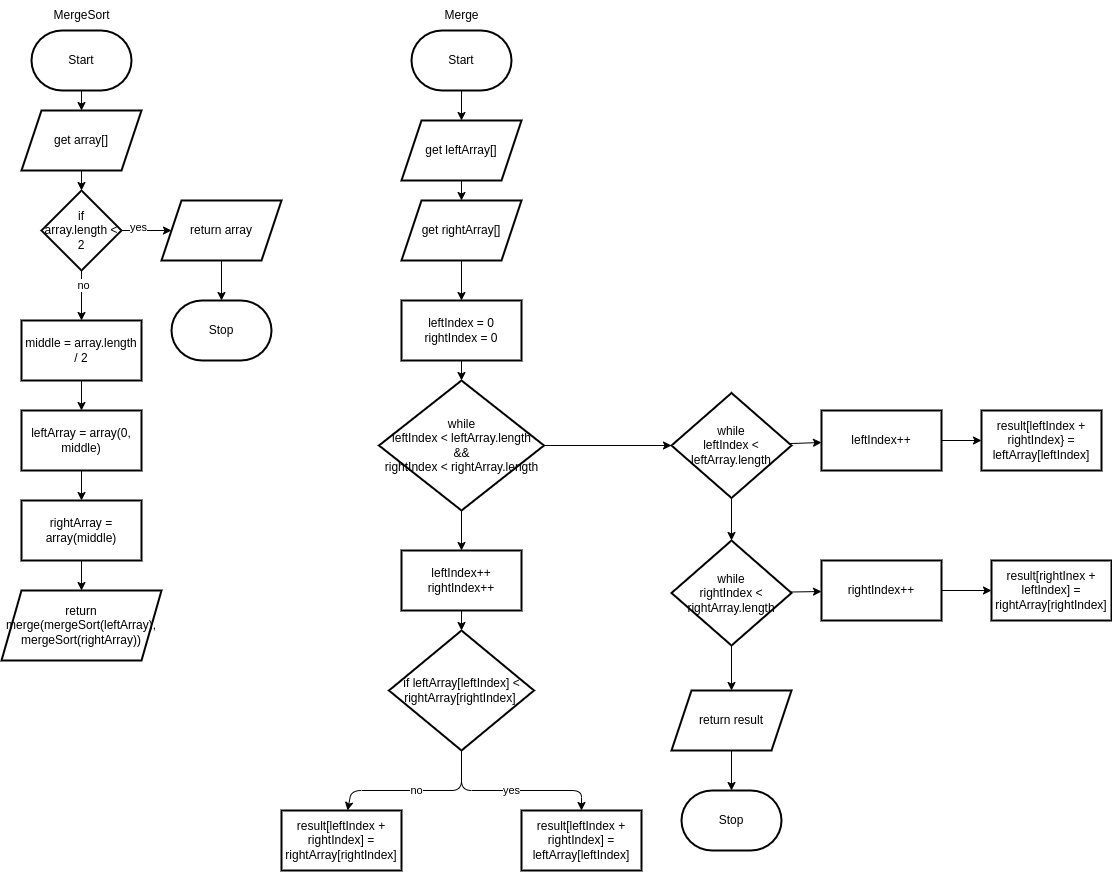 MergeSort
Start
get array[]
if
array.length <
2
yes
return array
Stop
no
middle = array.length
/ 2
leftArray = array(0,
middle)
rightArray =
array(middle)
return
merge(mergeSort(leftArray),
mergeSort(rightArray))
Merge
Start
get leftArray[]
get rightArray[]
leftIndex = 0
rightIndex = 0
while
leftIndex < leftArray.length
&&
rightIndex < rightArray.length
leftIndex++
rightIndex++
if leftArray[leftIndex] <
rightArray[rightIndex]
no
yes
result[leftIndex +
rightIndex] =
rightArray[rightIndex]
result[leftIndex +
rightIndex] =
leftArray[leftIndex]
while
leftIndex <
leftArray.length
leftIndex++
result[leftIndex +
rightIndex} =
leftArray[leftIndex]
while
rightIndex <
rightArray.length
rightIndex++
result[rightInex +
leftIndex] =
rightArray[rightIndex]
return result
Stop